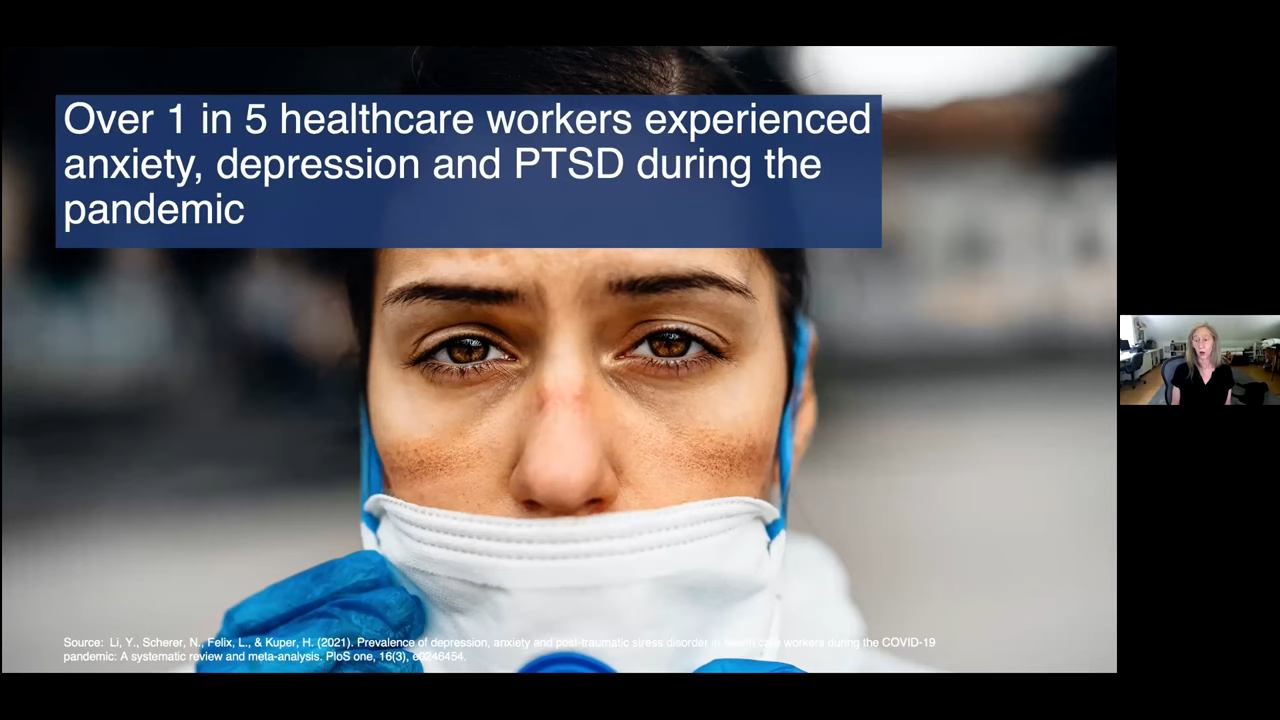 Over 1 in 5 healthcare workers experienced
anxiety, depression and PTSD during the
pandemic
Source: Li, Y., Scherer, N., Felix, L., & Kuper, H. (2021). Prevalence of depression, anxiety and post-traumatic stress disorder in health care workers during the COVID-19
pandemic: A systematic review and meta-analysis. PloS one, 16(3), e0246454.